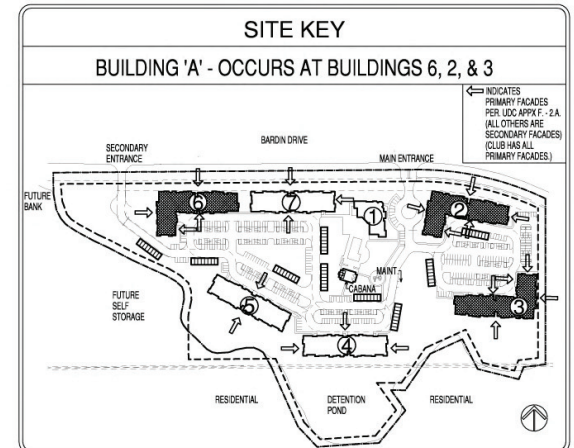 SITE KEY
BUILDING 'A' - OCCURS AT BUILDINGS 6, 2, & 3
INDICATES
PRIMARY FACADES
PER. UDC APPX F. - 2.A.
(ALL OTHERS ARE
SECONDARY FACADES)
(CLUB HAS ALL
PRIMARY FACADES.)
BARDIN DRIVE
SECONDARY
ENTRANCE
MAIN ENTRANCE
FUTURE
BANK
6
7
1
2
MAINT.
CABANA
FUTURE
SELF
STORAGE
5
3
4
RESIDENTIAL
DETENTION
POND
RESIDENTIAL